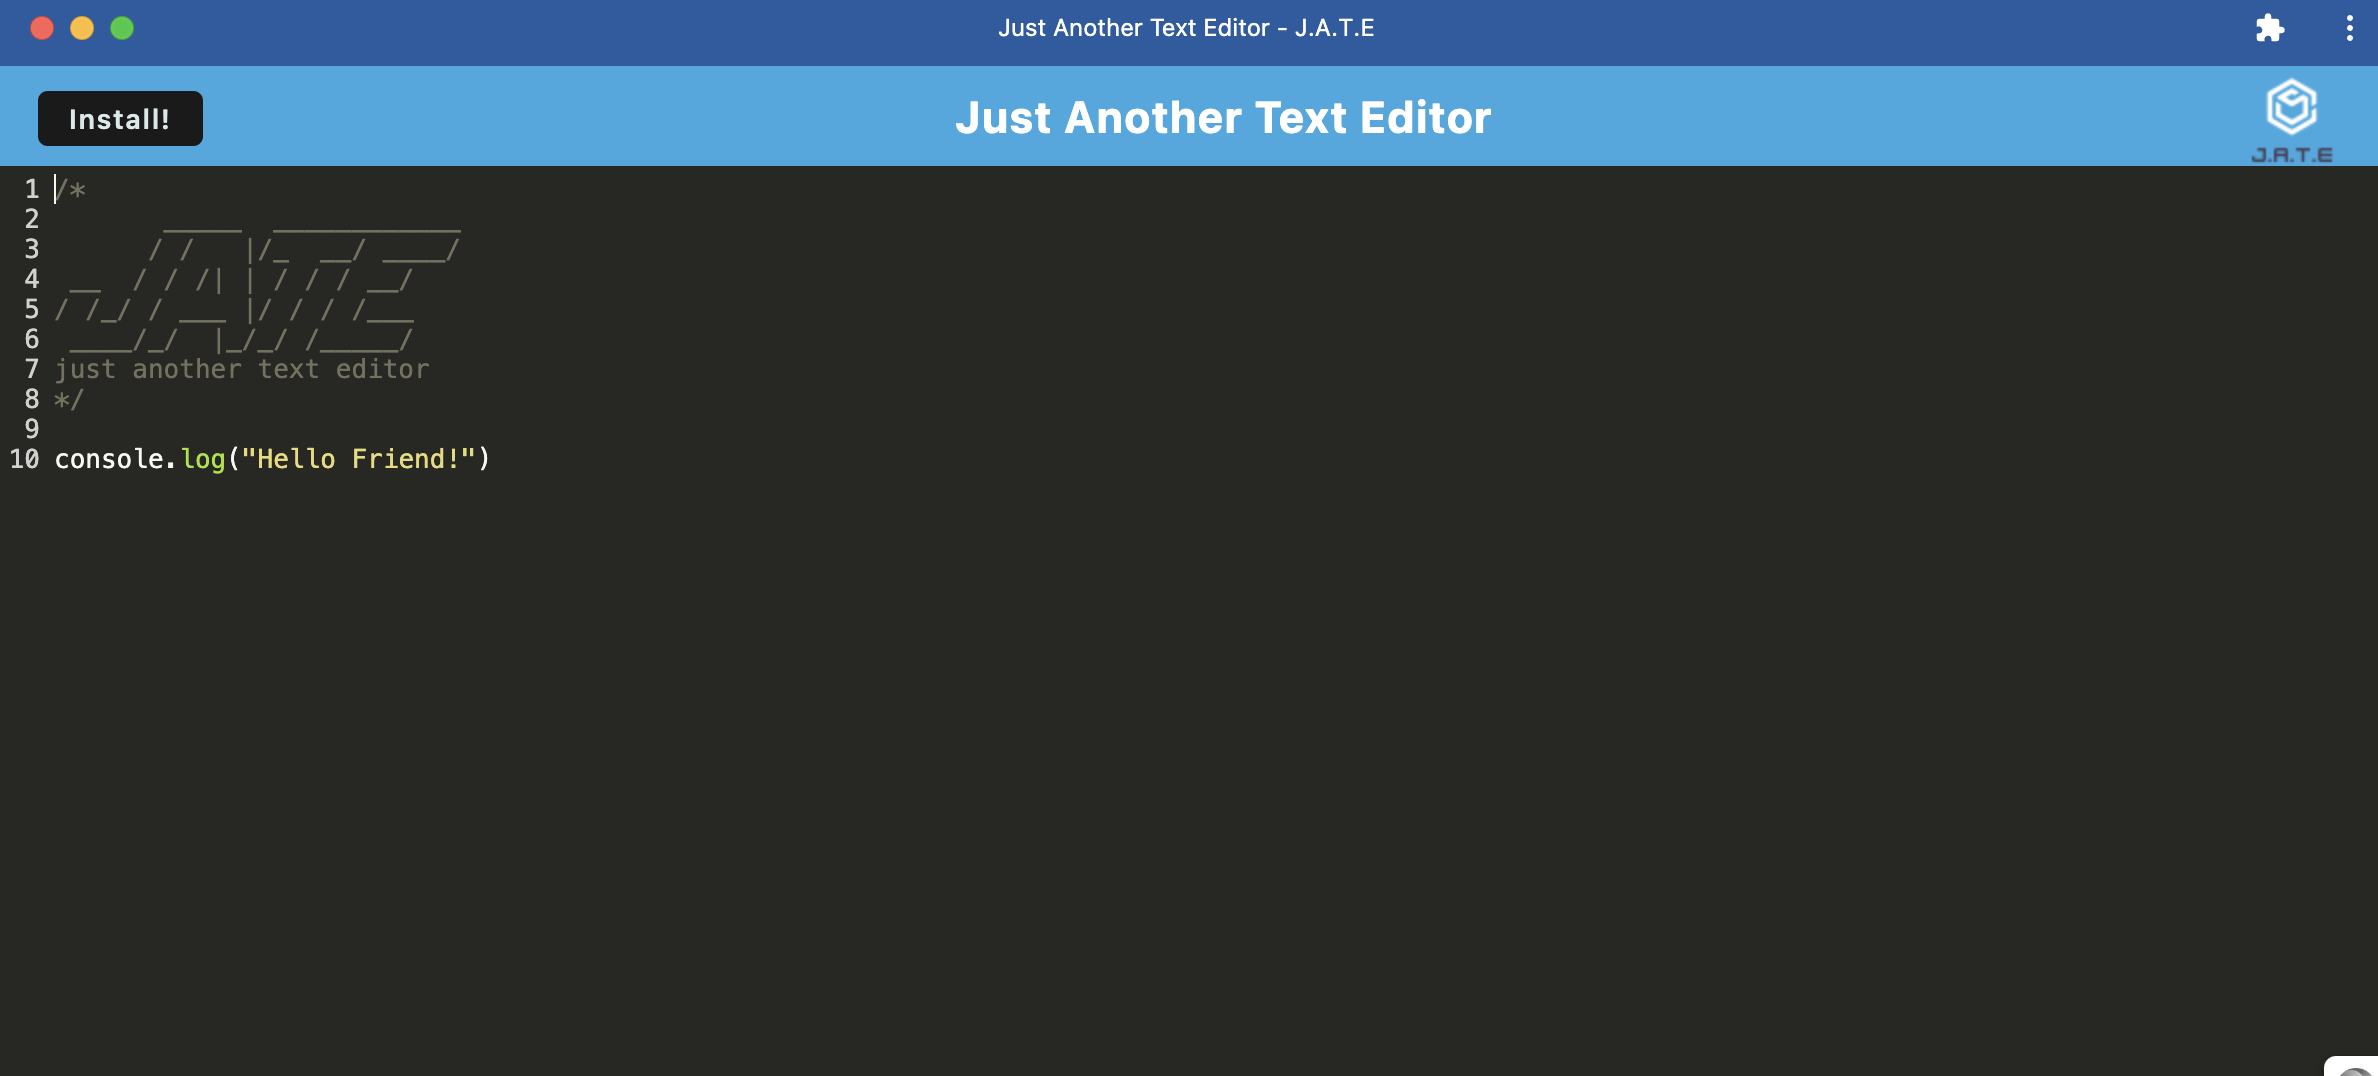 Just Another Text Editor - J.A.T.E
Install!
Just Another Text Editor
J.A.T.E
1 /*
2        _____  ____________
3       / /   |/_  __/ ____/
4  __  / / /| | / / / __/
5 / /_/ / ___ |/ / / /___
6  ____/_/  |_/_/ /_____/
7 just another text editor
8 */
9
10 console.log("Hello Friend!")